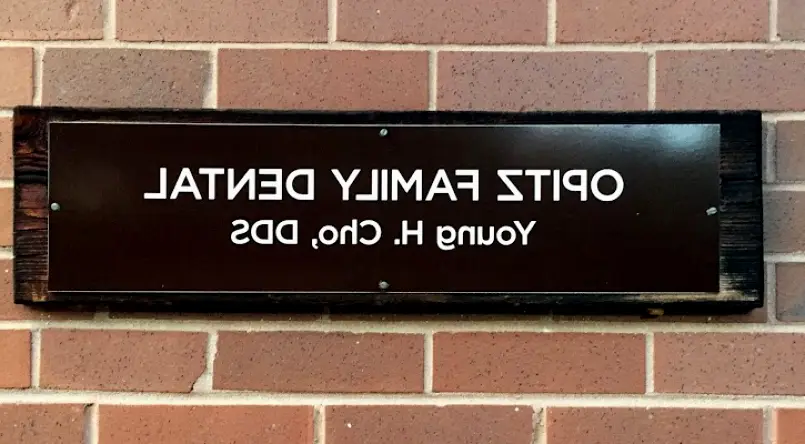 OPITZ FAMILY DENTAL
Young H. Cho, DDS